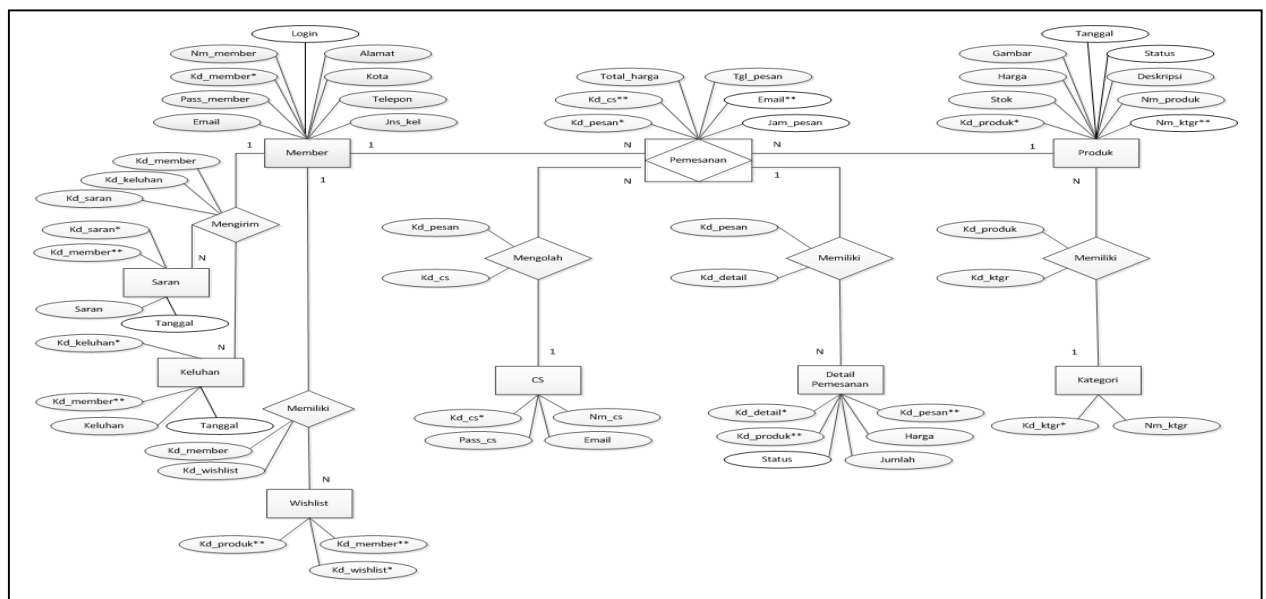 Login
Nm_member
Alamat
Kd_member*
Kota
Pass_member
Telepon
Email
Jns_kel
1
Member
1
1
Total_harga
Tgl_pesan
Kd_cs**
Email**
Kd_pesan*
Jam_pesan
N
Pemesanan
N
N
1
Tanggal
Gambar
Status
Harga
Deskripsi
Stok
Nm_produk
Kd_produk*
Nm_ktgr**
1
Produk
N
Kd_member
Kd_keluhan
Kd_saran
Mengirim
Kd_saran*
Kd_member**
N
Saran
Saran
Tanggal
Kd_keluhan*
N
Keluhan
Kd_member**
Keluhan
Tanggal
Memiliki
Kd_member
Kd_wishlist
N
Wishlist
Kd_produk**
Kd_member**
Kd_wishlist*
Kd_pesan
Mengolah
Kd_cs
1
CS
Kd_cs*
Nm_cs
Pass_cs
Email
Kd_pesan
Memiliki
Kd_detail
N
Detail
Pemesanan
Kd_detail*
Kd_pesan**
Kd_produk**
Harga
Status
Jumlah
Kd_produk
Memiliki
Kd_ktgr
1
Kategori
Kd_ktgr*
Nm_ktgr